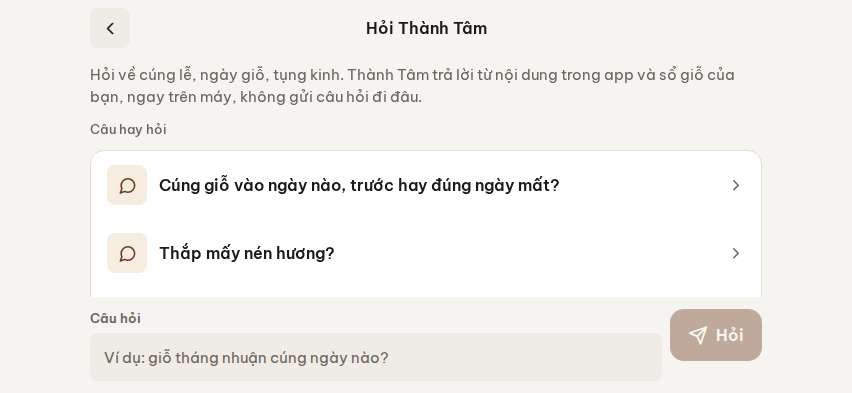 Hỏi Thành Tâm
Hỏi về cúng lễ, ngày giỗ, tụng kinh. Thành Tâm trả lời từ nội dung trong app và sổ giỗ của
bạn, ngay trên máy, không gửi câu hỏi đi đâu.
Câu hay hỏi
Cúng giỗ vào ngày nào, trước hay đúng ngày mất?
Thắp mấy nén hương?
Câu hỏi
Ví dụ: giỗ tháng nhuận cúng ngày nào?
Hỏi